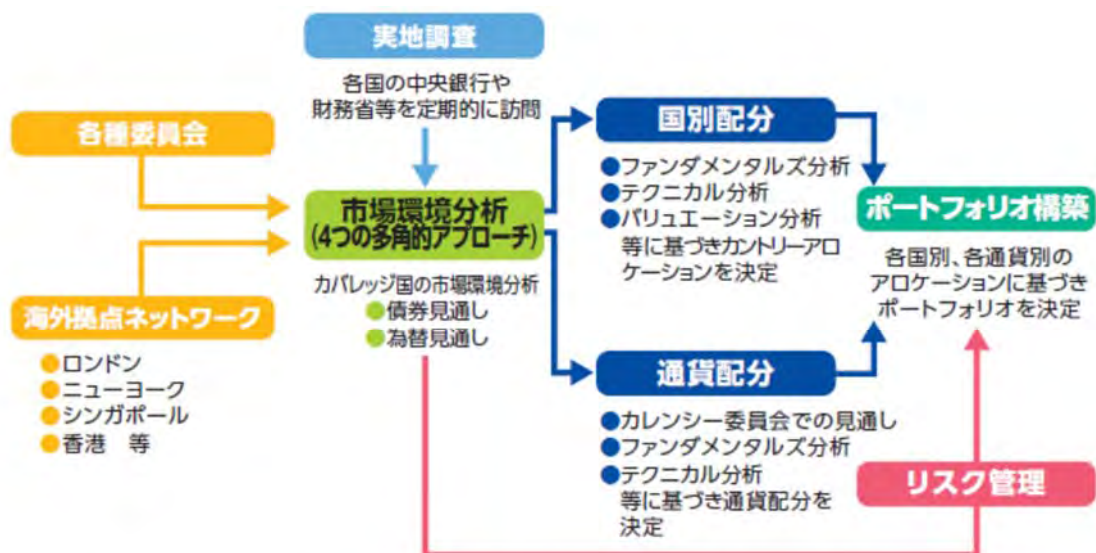 実地調査
各国の中央銀行や
財務省等を定期的に訪問
各種委員会
海外拠点ネットワーク
●ロンドン
●ニューヨーク
●シンガポール
●香港　等
市場環境分析
(4つの多角的アプローチ)
カバレッジ国の市場環境分析
●債券見通し
●為替見通し
国別配分
●ファンダメンタルズ分析
●テクニカル分析
●バリュエーション分析
等に基づきカントリーアロ
ケーションを決定
通貨配分
●カレンシー委員会での見通し
●ファンダメンタルズ分析
●テクニカル分析
等に基づき通貨配分を
決定
ポートフォリオ構築
各国別、各通貨別の
アロケーションに基づき
ポートフォリオを決定
リスク管理